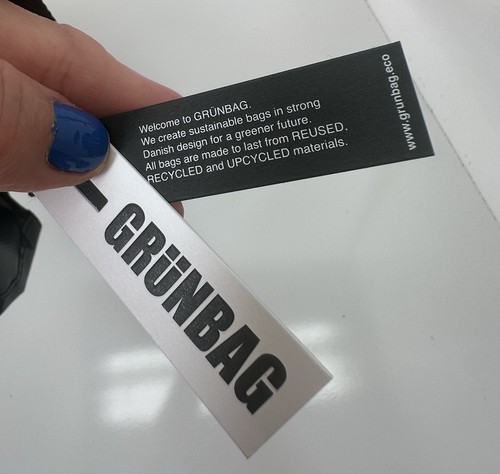 Welcome to GRÜNBAG.
We create sustainable bags in strong
Danish design for a greener future.
All bags are made to last from REUSED,
RECYCLED and UPCYCLED materials.
www.grunbag.eco
GRÜNBAG